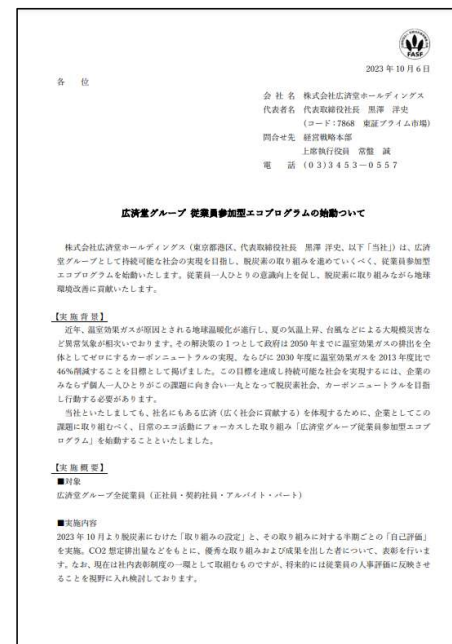 FASF
2023 年 10 月 6 日
各 位
会 社 名 株式会社広済堂ホールディングス
代表者名 代表取締役社長 黒澤 洋史
(コード：7868 東証プライム市場)
問合せ先 経営戦略本部
上席執行役員 常盤 誠
電 話 (０３)３４５３－０５５７
広済堂グループ 従業員参加型エコプログラムの始動ついて
株式会社広済堂ホールディングス（東京都港区、代表取締役社長 黒澤 洋史、以下「当社」）は、広済
堂グループとして持続可能な社会の実現を目指し、脱炭素の取り組みを進めていくべく、従業員参加型
エコプログラムを始動いたします。従業員一人ひとりの意識向上を促し、脱炭素に取り組みながら地球
環境改善に貢献いたします。
【実施背景】
近年、温室効果ガスが原因とされる地球温暖化が進行し、夏の気温上昇、台風などによる大規模災害な
ど異常気象が相次いでおります。その解決策の１つとして政府は 2050 年までに温室効果ガスの排出を全
体としてゼロにするカーボンニュートラルの実現、ならびに 2030 年度に温室効果ガスを 2013 年度比で
46%削減することを目標として掲げました。この目標を達成し持続可能な社会を実現するには、企業の
みならず個人一人ひとりがこの課題に向き合い一丸となって脱炭素社会、カーボンニュートラルを目指
し行動する必要があります。
当社といたしましても、社名にもある広済（広く社会に貢献する）を体現するために、企業としてこの
課題に取り組むべく、日常のエコ活動にフォーカスした取り組み「広済堂グループ従業員参加型エコプ
ログラム」を始動することといたしました。
【実施概要】
■対象
広済堂グループ全従業員（正社員・契約社員・アルバイト・パート）
■実施内容
2023 年 10 月より脱炭素にむけた「取り組みの設定」と、その取り組みに対する半期ごとの「自己評価」
を実施。CO2 想定排出量などをもとに、優秀な取り組みおよび成果を出した者について、表彰を行いま
す。なお、現在は社内表彰制度の一環として取組むものですが、将来的には従業員の人事評価に反映させ
ることを視野に入れ検討しております。